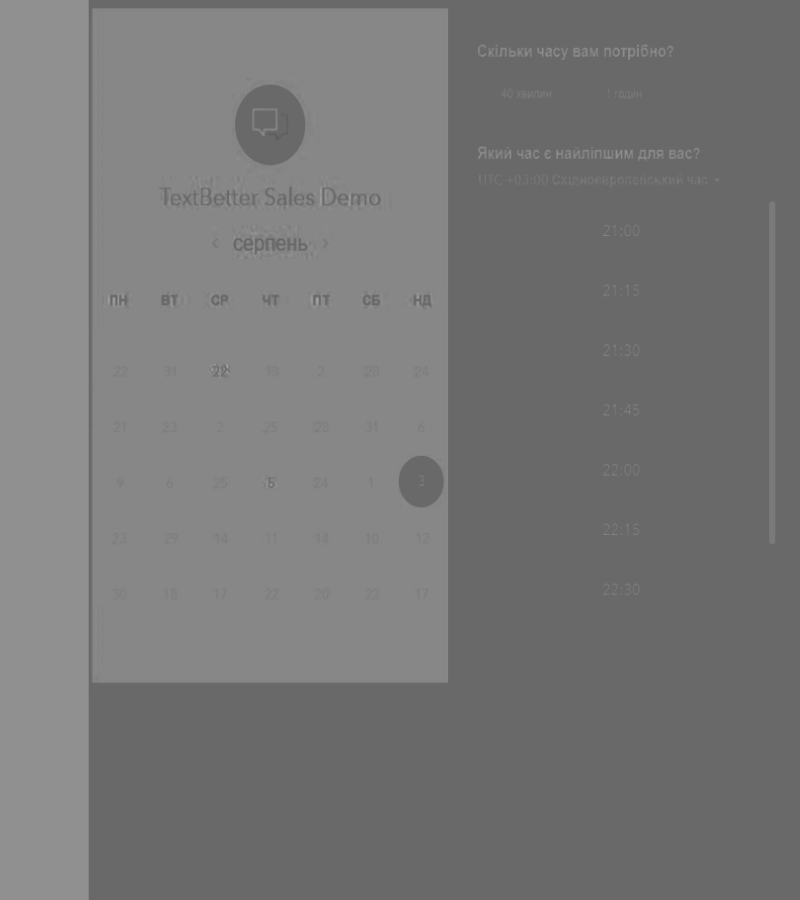 TextBetter Sales Demo
‹ серпень ›
ПН ВТ СР ЧТ ПТ СБ НД
22 31 22 13 2 20 24
21 23 2 25 28 31 6
9 6 25 5 24 1 3
23 29 14 11 14 10 12
30 18 17 22 20 22 17
Скільки часу вам потрібно?
40 хвилин 1 годин
Який час є найліпшим для вас?
UTC +03:00 Східноєвропейський час
21:00
21:15
21:30
21:45
22:00
22:15
22:30